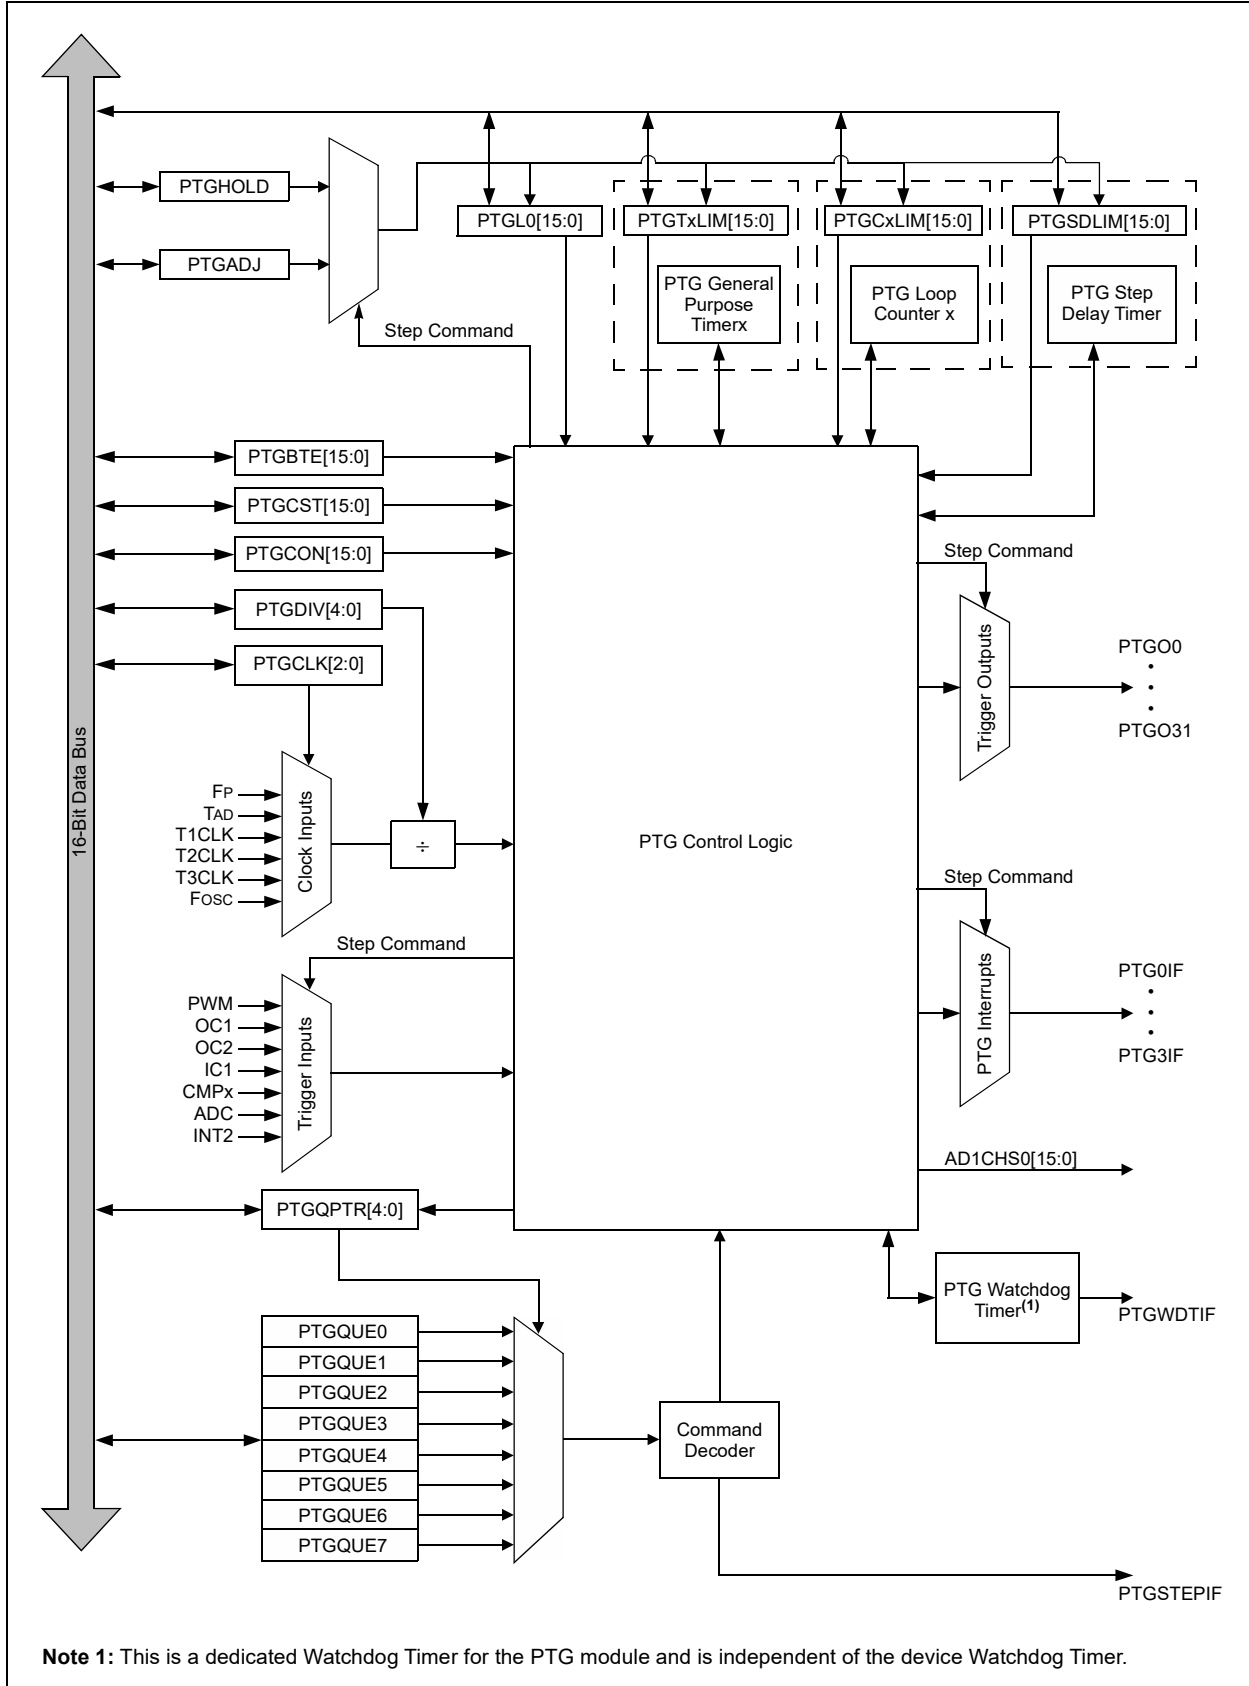 PTGHOLD
PTGADJ
PTGL0[15:0]
PTGTxLIM[15:0]
PTGCxLIM[15:0]
PTGSDLIM[15:0]
PTG General
Purpose
Timerx
PTG Loop
Counter x
PTG Step
Delay Timer
Step Command
PTGBTE[15:0]
PTGCST[15:0]
PTGCON[15:0]
PTGDIV[4:0]
PTGCLK[2:0]
16-Bit Data Bus
FP
TAD
T1CLK
T2CLK
T3CLK
FOSC
Clock Inputs
÷
PTG Control Logic
Step Command
Trigger Outputs
PTGO0
•
•
•
PTGO31
Step Command
PWM
OC1
OC2
IC1
CMPx
ADC
INT2
Trigger Inputs
Step Command
PTG Interrupts
PTG0IF
•
•
•
PTG3IF
AD1CHS0[15:0]
PTGQPTR[4:0]
PTG Watchdog
Timer(1)
PTGWDTIF
PTGQUE0
PTGQUE1
PTGQUE2
PTGQUE3
PTGQUE4
PTGQUE5
PTGQUE6
PTGQUE7
Command
Decoder
PTGSTEPIF
Note 1: This is a dedicated Watchdog Timer for the PTG module and is independent of the device Watchdog Timer.